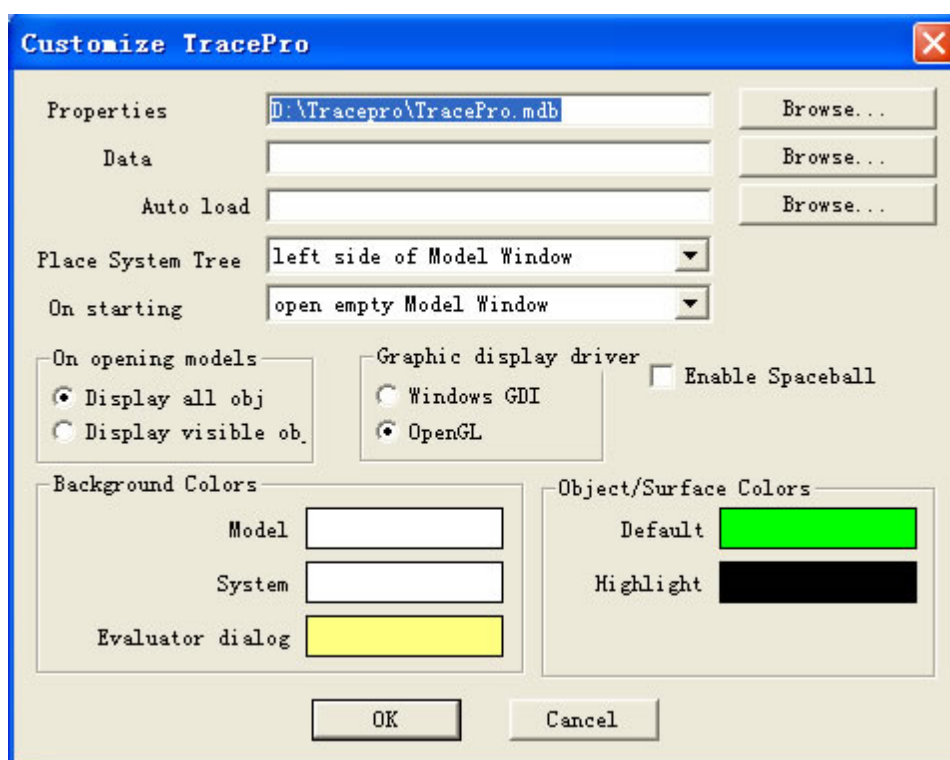 Customize TracePro
Properties D:\Tracepro\TracePro.mdb Browse...
Data Browse...
Auto load Browse...
Place System Tree left side of Model Window
On starting open empty Model Window
On opening models
Display all obj
Display visible ob
Graphic display driver
Windows GDI
OpenGL
Enable Spaceball
Background Colors
Model
System
Evaluator dialog
Object/Surface Colors
Default
Highlight
OK Cancel